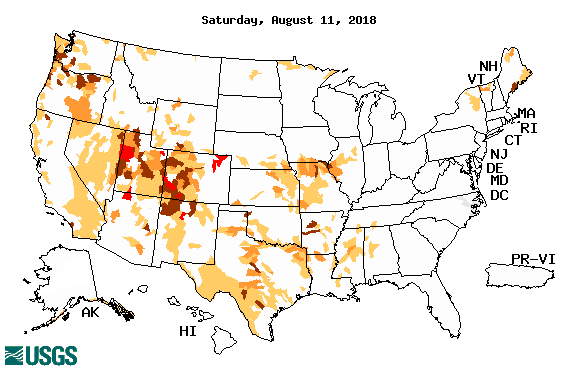 Saturday, August 11, 2018
NH
VT
MA
RI
CT
NJ
DE
MD
DC
PR-VI
AK
HI
USGS